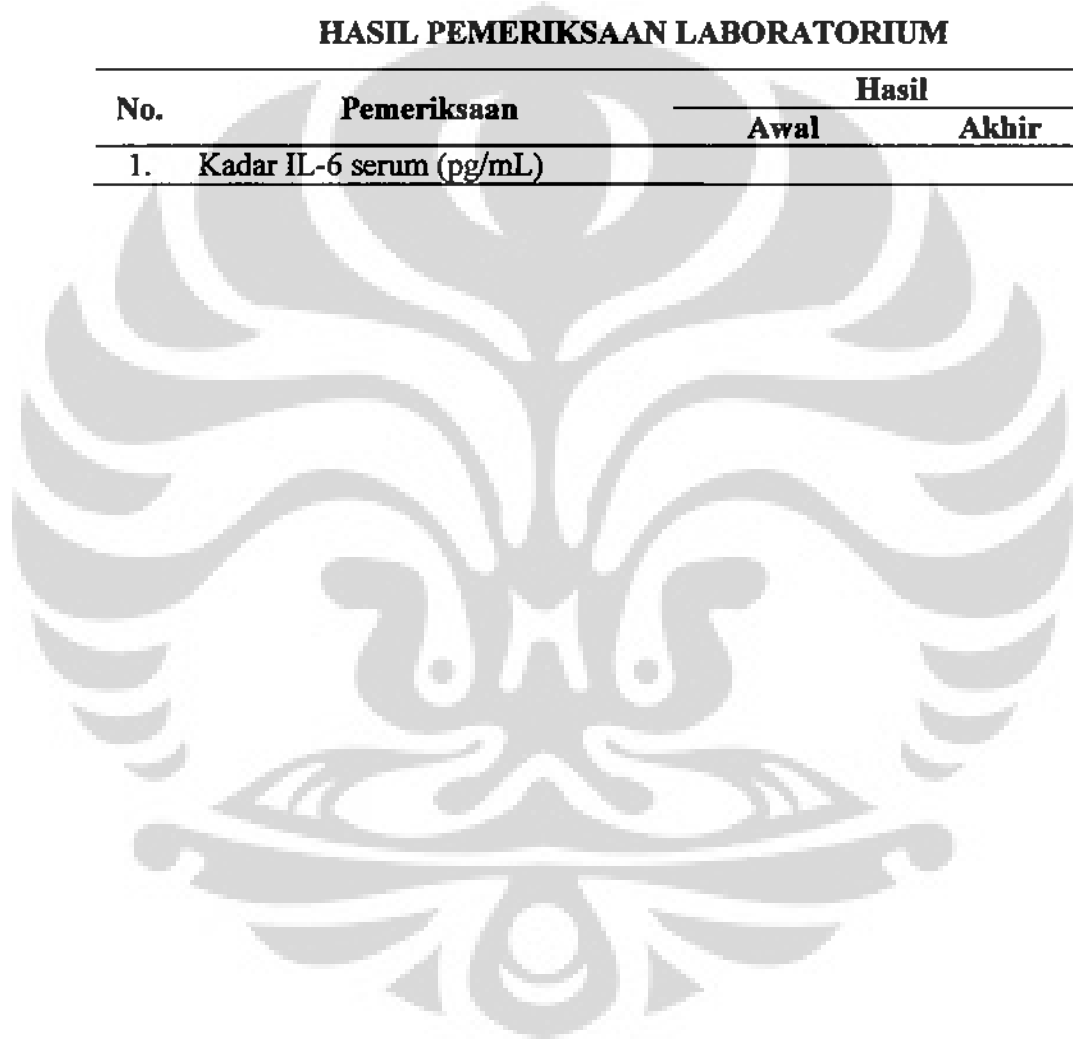 HASIL PEMERIKSAAN LABORATORIUM
No. Pemeriksaan Hasil
Awal Akhir
1. Kadar IL-6 serum (pg/mL)